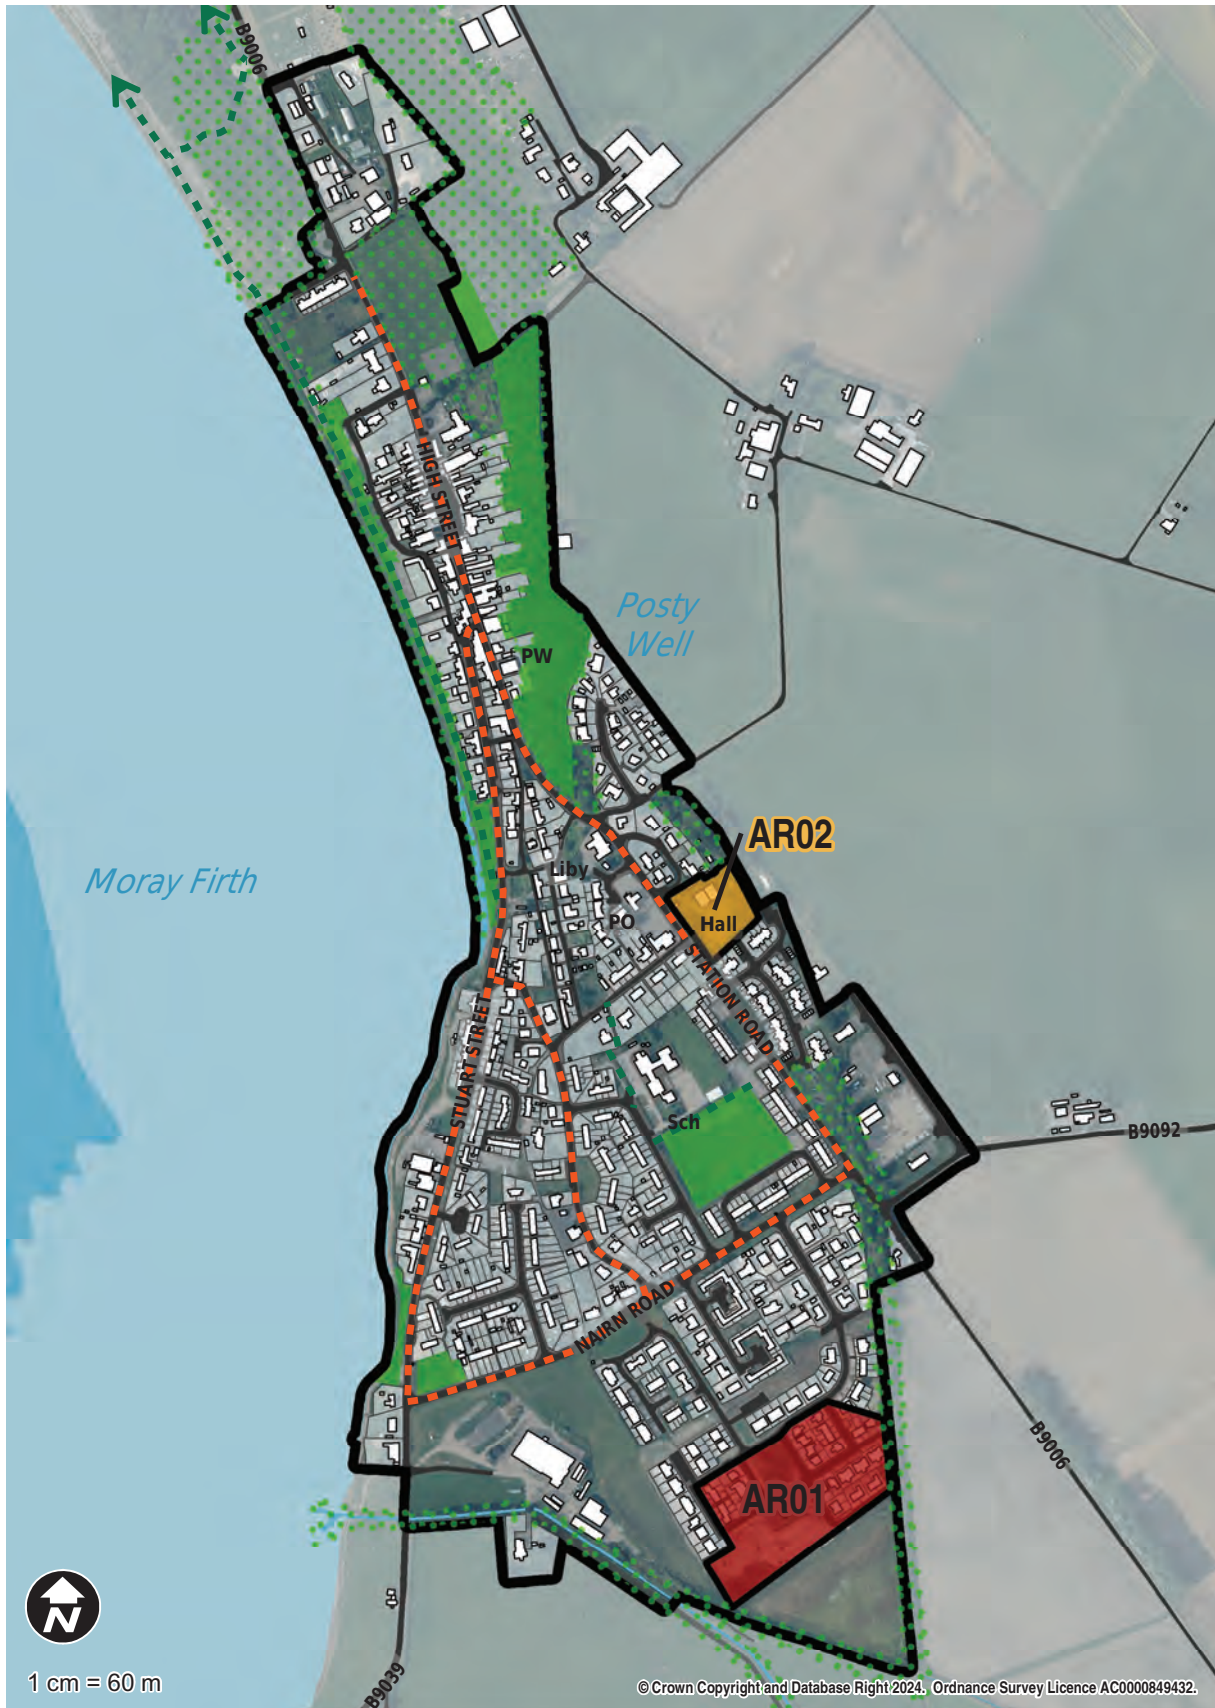 B9006
HIGH STREET
Posty
Well
PW
AR02
Moray Firth
Liby
PO
Hall
STATION ROAD
STUART STREET
Sch
B9092
NAIRN ROAD
B9006
AR01
N
1 cm = 60 m
B9039
© Crown Copyright and Database Right 2024. Ordnance Survey Licence AC0000849432.